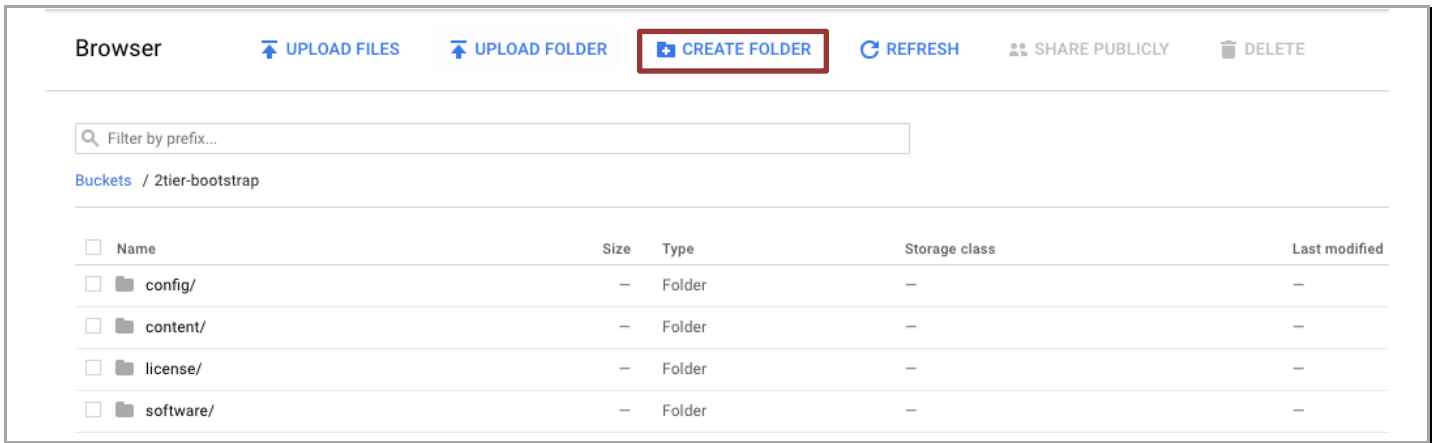 Browser UPLOAD FILES UPLOAD FOLDER CREATE FOLDER REFRESH SHARE PUBLICLY DELETE
Filter by prefix...
Buckets / 2tier-bootstrap
Name Size Type Storage class Last modified
config/ — Folder — —
content/ — Folder — —
license/ — Folder — —
software/ — Folder — —